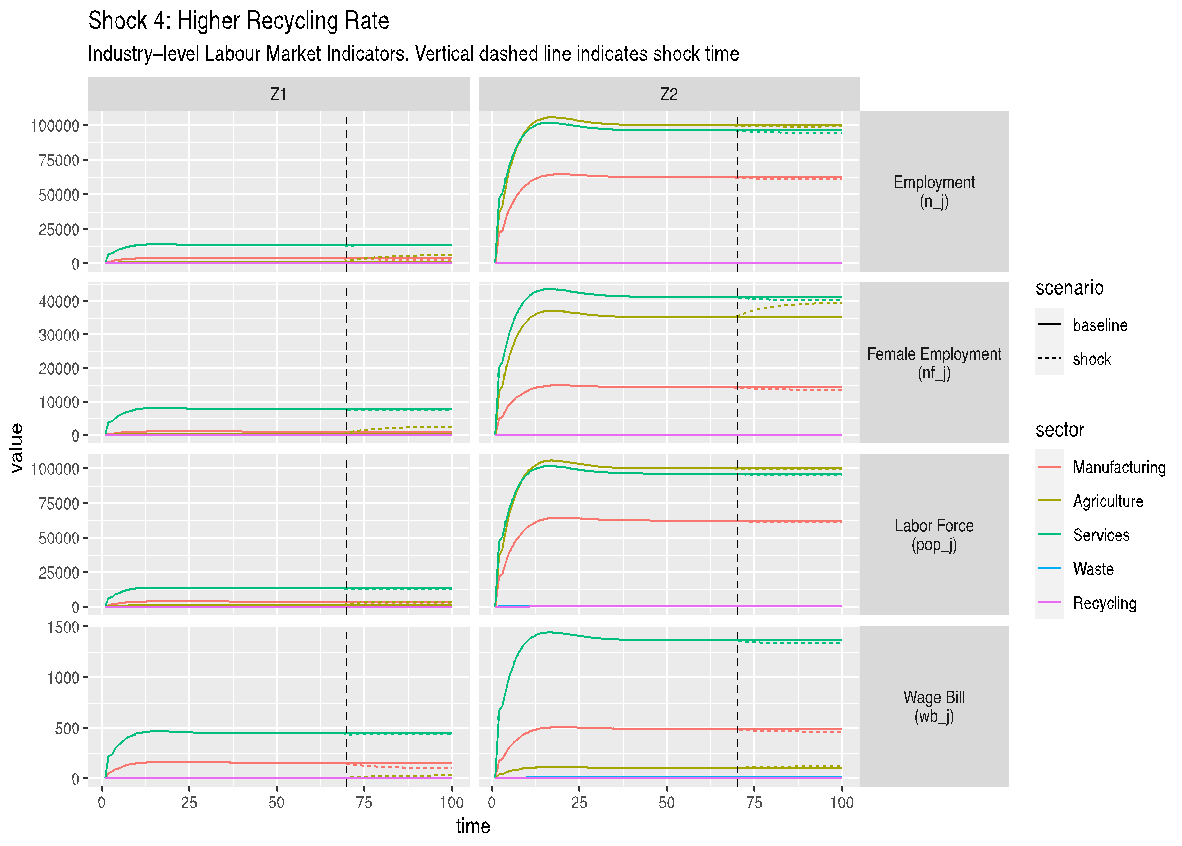 Shock 4: Higher Recycling Rate
Industry−level Labour Market Indicators. Vertical dashed line indicates shock time
Z1
Z2
100000
75000
50000
25000
0
Employment
(n_j)
40000
30000
20000
10000
0
Female Employment
(nf_j)
100000
75000
50000
25000
0
Labor Force
(pop_j)
1500
1000
500
0
Wage Bill
(wb_j)
0
25
50
75
100
0
25
50
75
100
time
value
scenario
baseline
shock
sector
Manufacturing
Agriculture
Services
Waste
Recycling